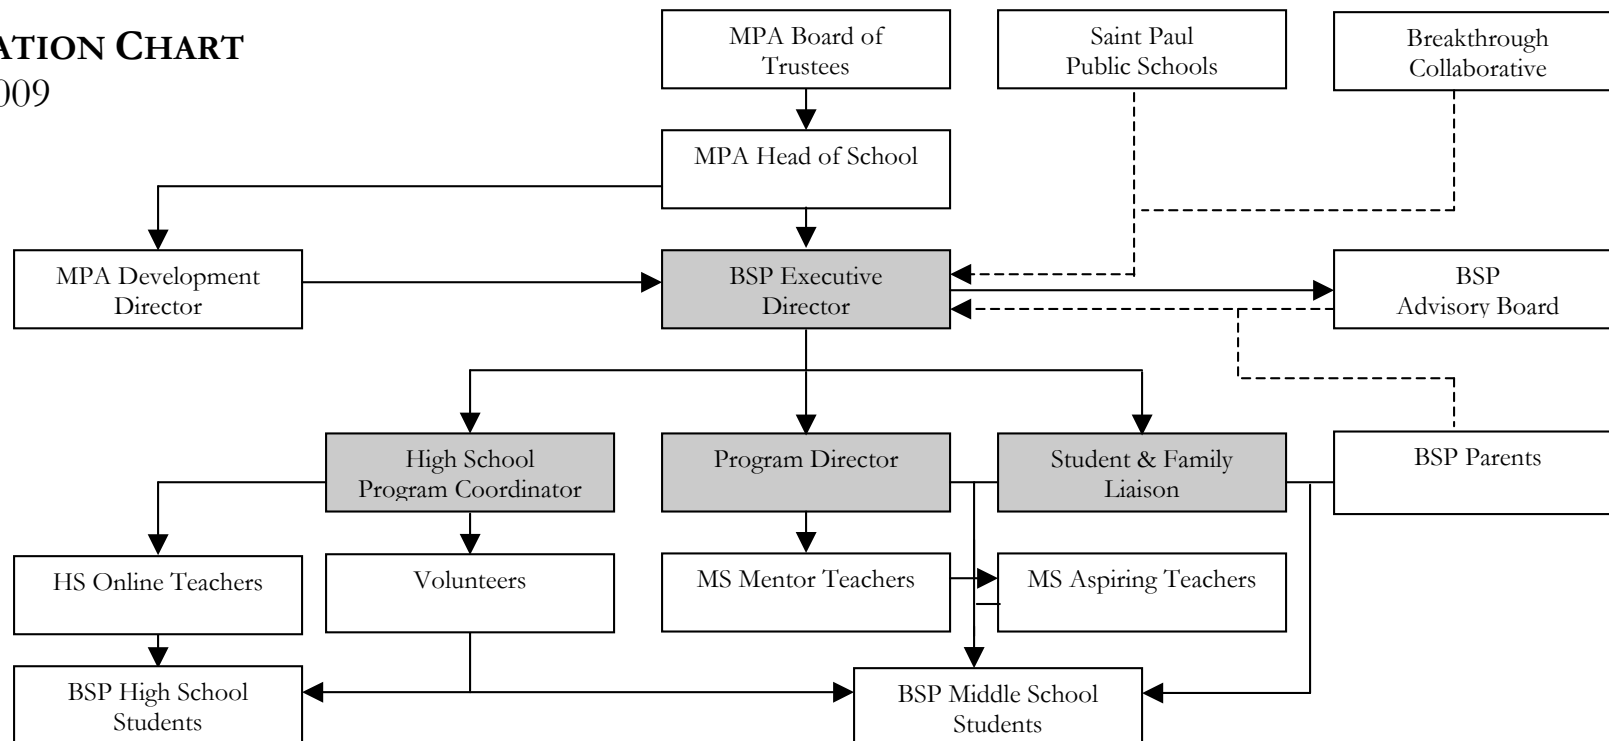 ATION CHART
009
MPA Board of
Trustees
Saint Paul
Public Schools
Breakthrough
Collaborative
MPA Head of School
MPA Development
Director
BSP Executive
Director
BSP
Advisory Board
High School
Program Coordinator
Program Director
Student & Family
Liaison
BSP Parents
HS Online Teachers
Volunteers
MS Mentor Teachers
MS Aspiring Teachers
BSP High School
Students
BSP Middle School
Students